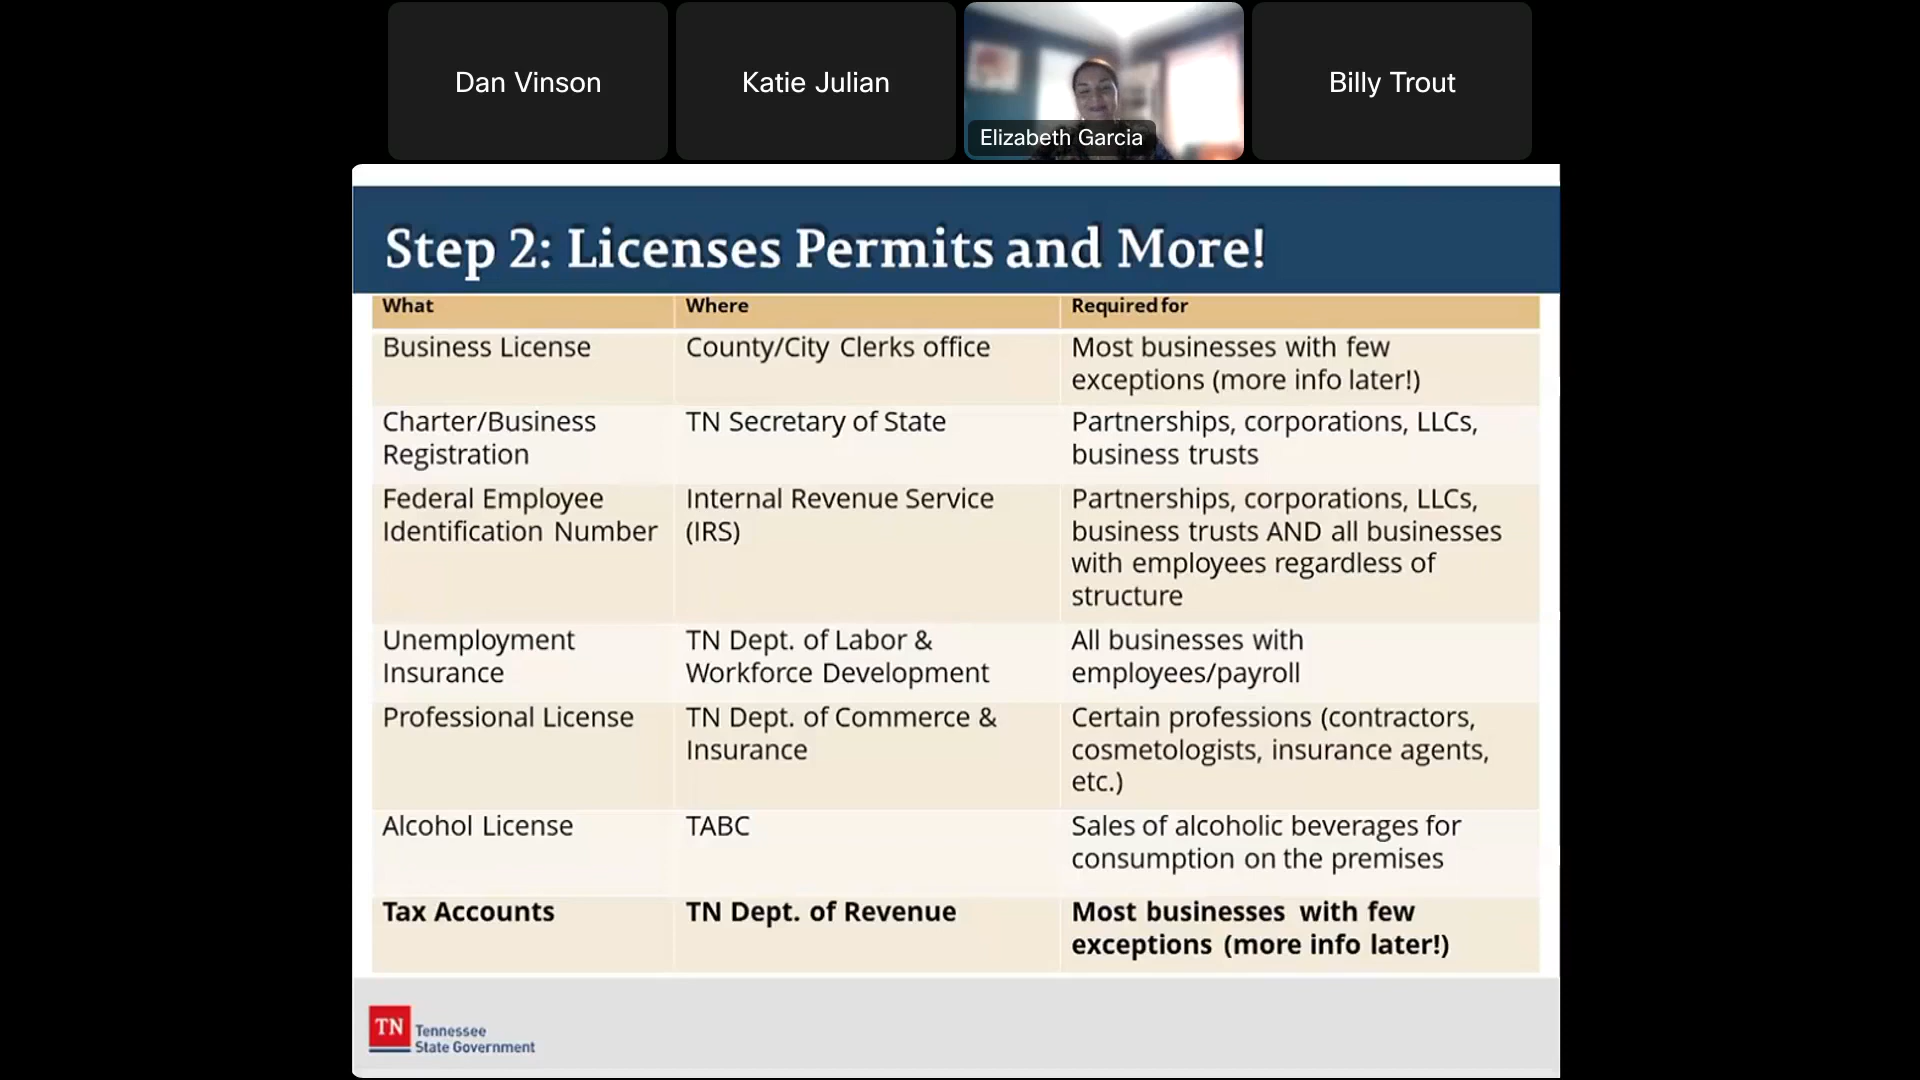 Dan Vinson
Katie Julian
Elizabeth Garcia
Billy Trout
Step 2: Licenses Permits and More!
What
Where
Required for
Business License
County/City Clerks office
Most businesses with few
exceptions (more info later!)
Charter/Business
Registration
TN Secretary of State
Partnerships, corporations, LLCs,
business trusts
Federal Employee
Identification Number
Internal Revenue Service
(IRS)
Partnerships, corporations, LLCs,
business trusts AND all businesses
with employees regardless of
structure
Unemployment
Insurance
TN Dept. of Labor &
Workforce Development
All businesses with
employees/payroll
Professional License
TN Dept. of Commerce &
Insurance
Certain professions (contractors,
cosmetologists, insurance agents,
etc.)
Alcohol License
TABC
Sales of alcoholic beverages for
consumption on the premises
Tax Accounts
TN Dept. of Revenue
Most businesses with few
exceptions (more info later!)
TN
Tennessee
State Government